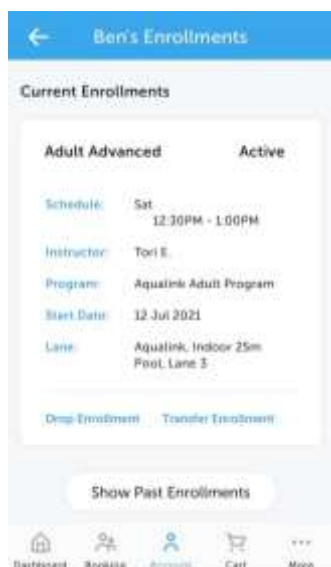 Ben's Enrollments
Current Enrollments
Adult Advanced Active
Schedule: Sat
12:30PM - 1:00PM
Instructor: Tori E.
Program: Aqualink Adult Program
Start Date: 12 Jul 2021
Lane: Aqualink, Indoor 25m
Pool, Lane 3
Drop Enrollment Transfer Enrollment
Show Past Enrollments
Dashboard Booking Account Cart More